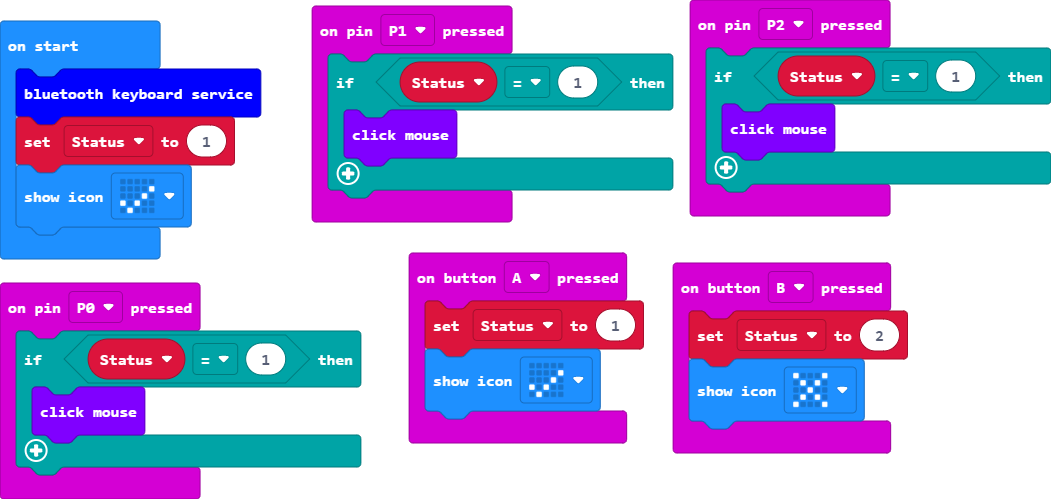 on start
bluetooth keyboard service
set Status to 1
show icon
on pin P1 pressed
if Status = 1 then
click mouse
on pin P2 pressed
if Status = 1 then
click mouse
on pin P0 pressed
if Status = 1 then
click mouse
on button A pressed
set Status to 1
show icon
on button B pressed
set Status to 2
show icon